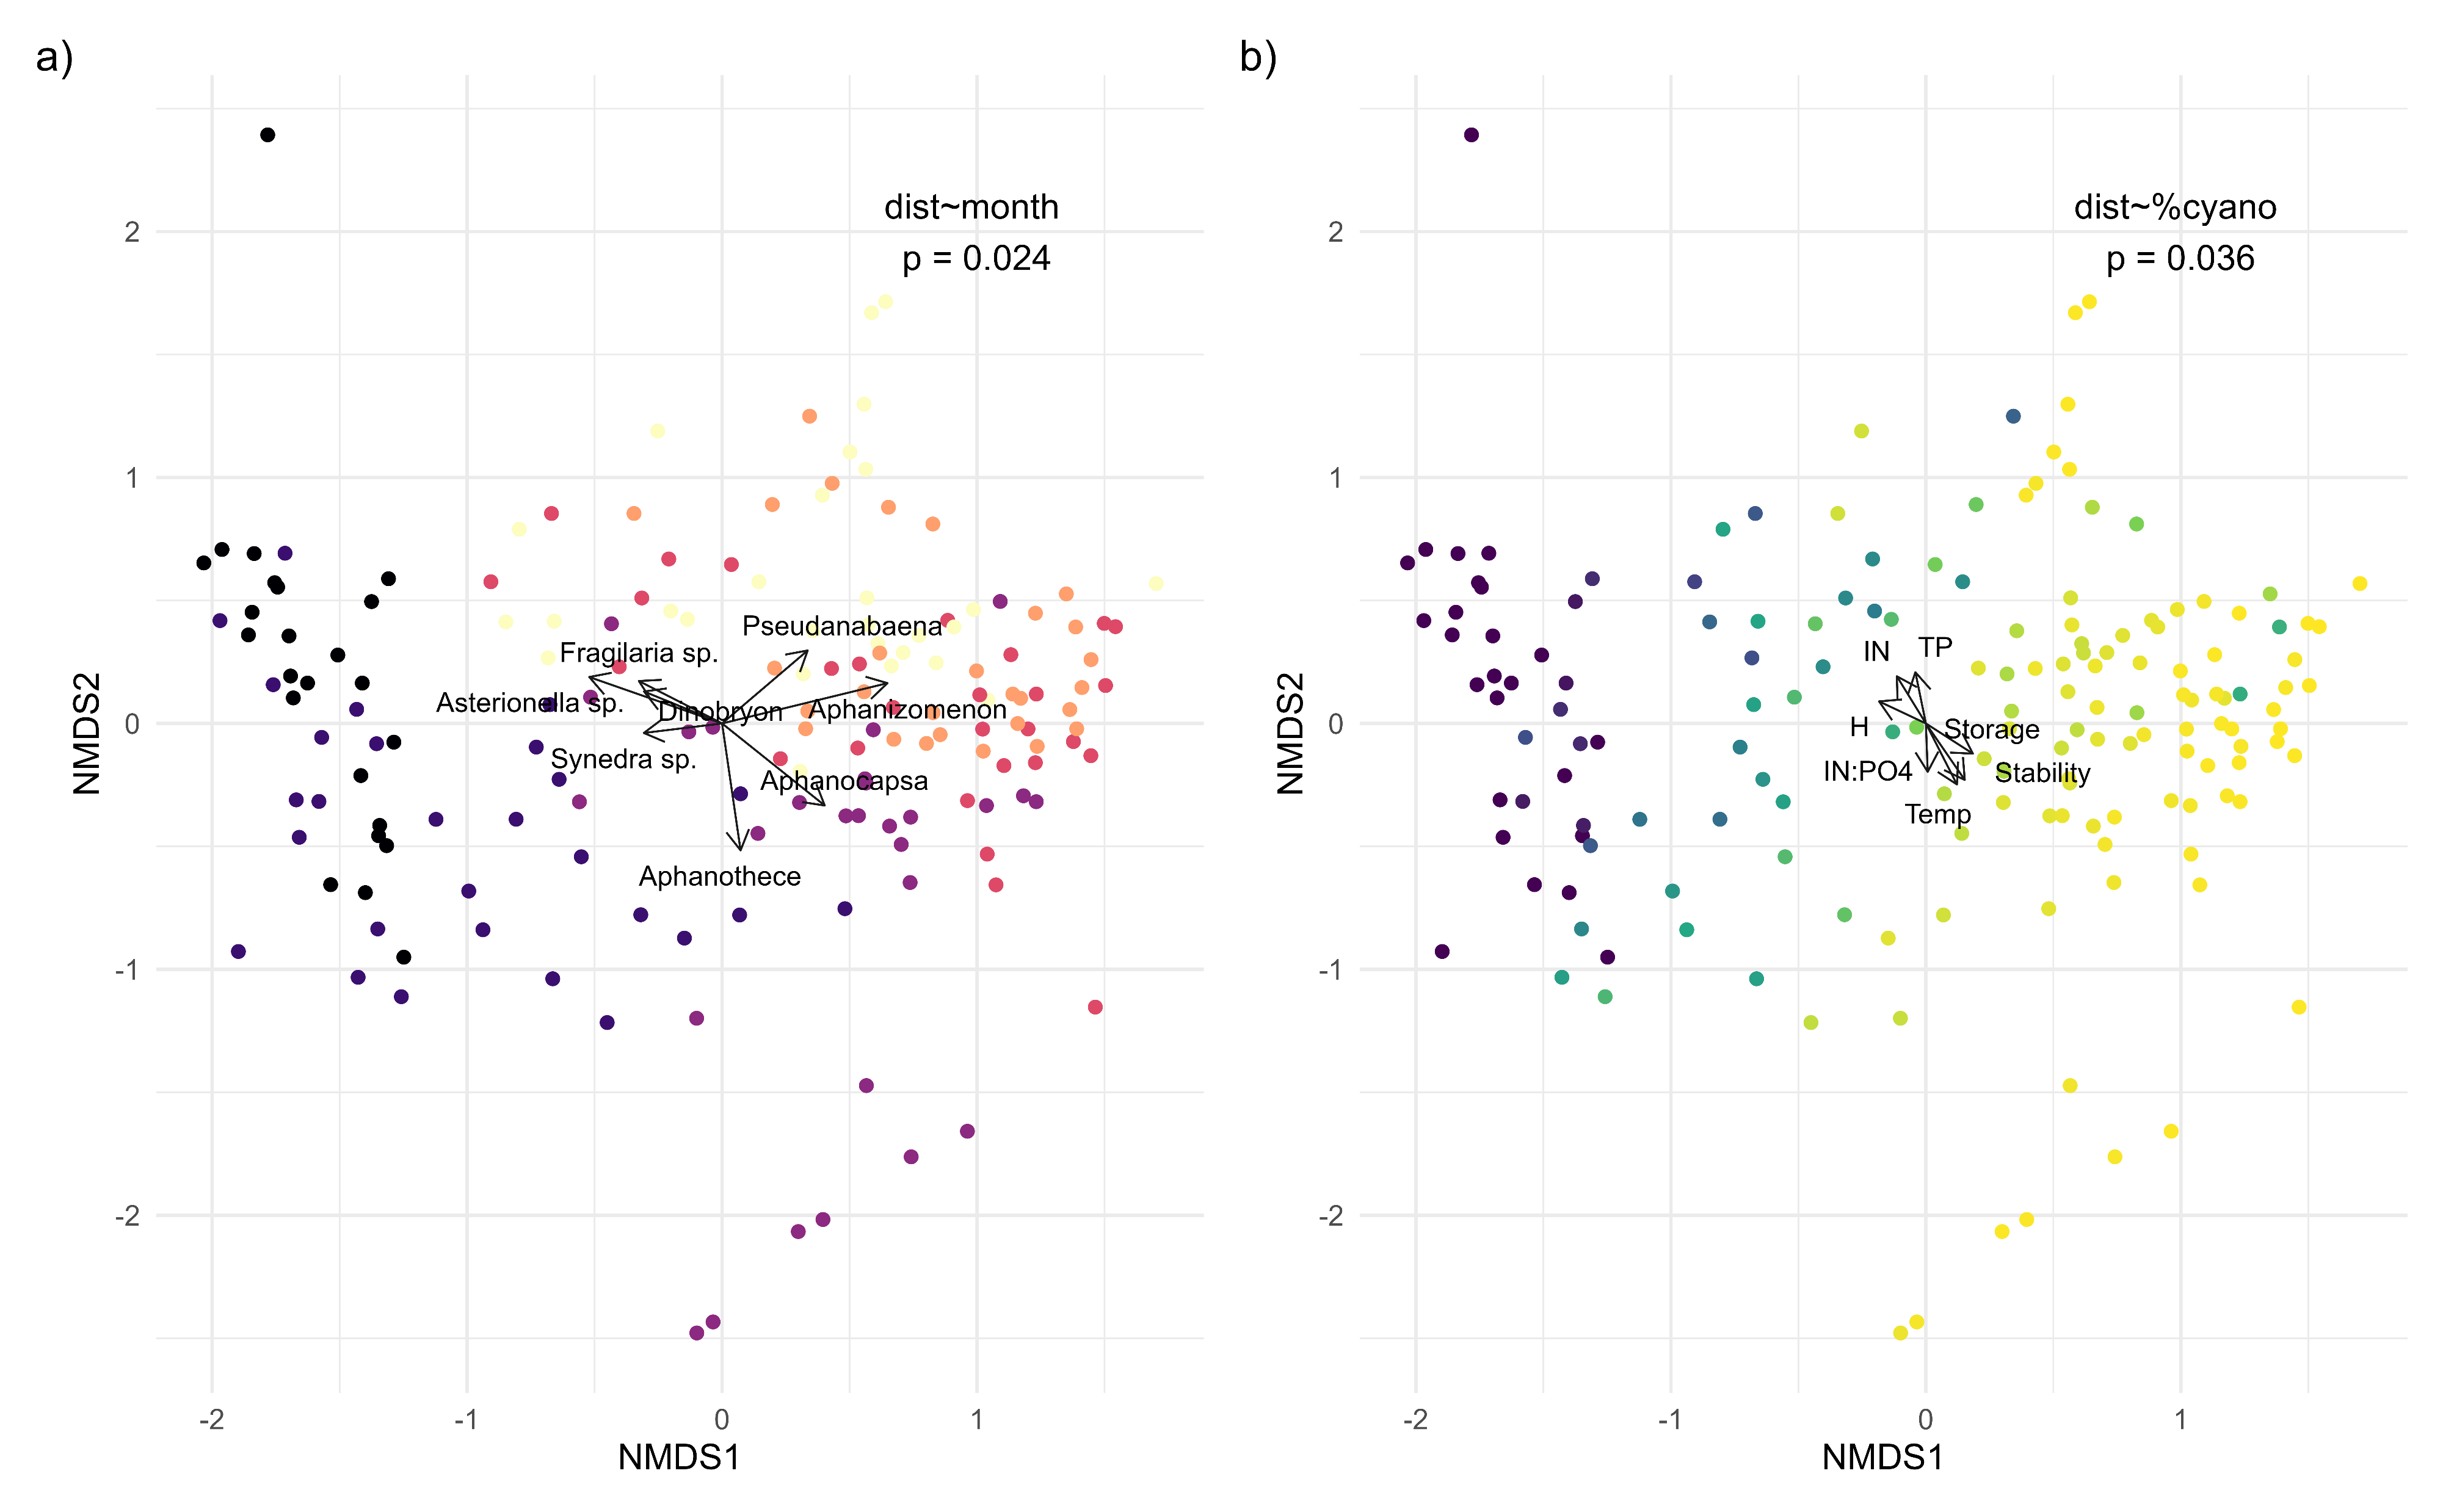 a)
dist~month
p = 0.024
2
1
0
-1
-2
NMDS2
Pseudanabaena
Fragilaria sp.
Asterionella sp.
Dinobryon
Aphanizomenon
Synedra sp.
Aphanocapsa
Aphanothece
-2
-1
0
1
NMDS1
b)
dist~%cyano
p = 0.036
2
1
0
-1
-2
NMDS2
IN
TP
H
Storage
IN:PO4
Stability
Temp
-2
-1
0
1
NMDS1